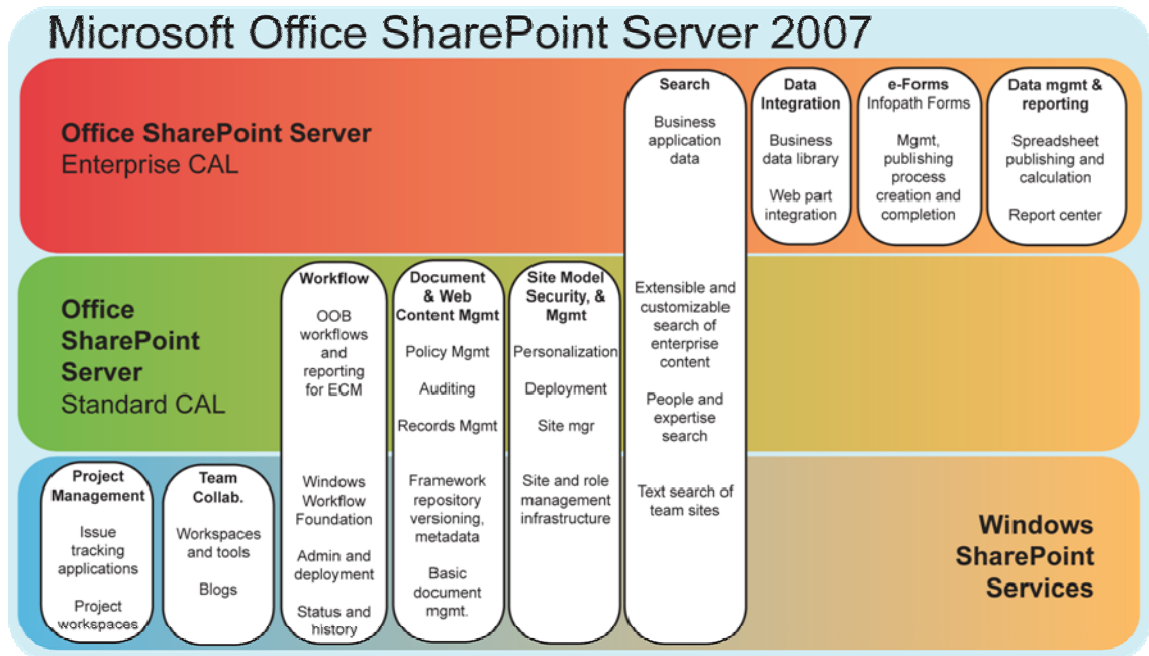 Microsoft Office SharePoint Server 2007
Office SharePoint Server
Enterprise CAL
Search
Business
application
data
Extensible and
customizable
search of
enterprise
content
People and
expertise
search
Text search of
team sites
Data
Integration
Business
data library
Web part
integration
e-Forms
Infopath Forms
Mgmt,
publishing
process
creation and
completion
Data mgmt &
reporting
Spreadsheet
publishing and
calculation
Report center
Office
SharePoint
Server
Standard CAL
Workflow
OOB
workflows
and
reporting
for ECM
Windows
Workflow
Foundation
Admin and
deployment
Status and
history
Document
& Web
Content Mgmt
Policy Mgmt
Auditing
Records Mgmt
Framework
repository
versioning,
metadata
Basic
document
mgmt.
Site Model
Security, &
Mgmt
Personalization
Deployment
Site mgr
Site and role
management
infrastructure
Project
Management
Issue
tracking
applications
Project
workspaces
Team
Collab.
Workspaces
and tools
Blogs
Windows
SharePoint
Services